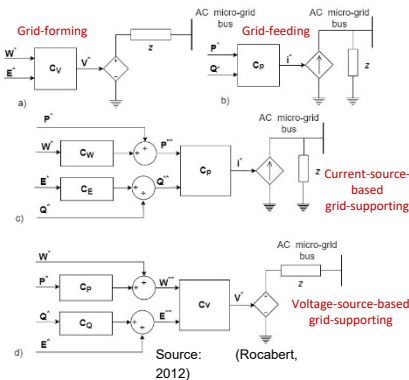 Grid-forming
AC micro-grid
bus
z
W*
E*
Cv
V*
+
-
a)
Grid-feeding
AC micro-grid
bus
P*
Q*
CP
i*
z
b)
P*
W*
CW
+
+
P**
E*
CE
+
+
Q**
Q^
CP
i*
AC micro-grid
bus
z
Current-source-
based
grid-supporting
c)
W*
P^
CP
+
+
W**
Q^
CQ
+
+
E**
E^
Cv
V*
+
-
AC micro-grid
bus
z
Voltage-source-based
grid-supporting
d)
Source: (Rocabert,
2012)